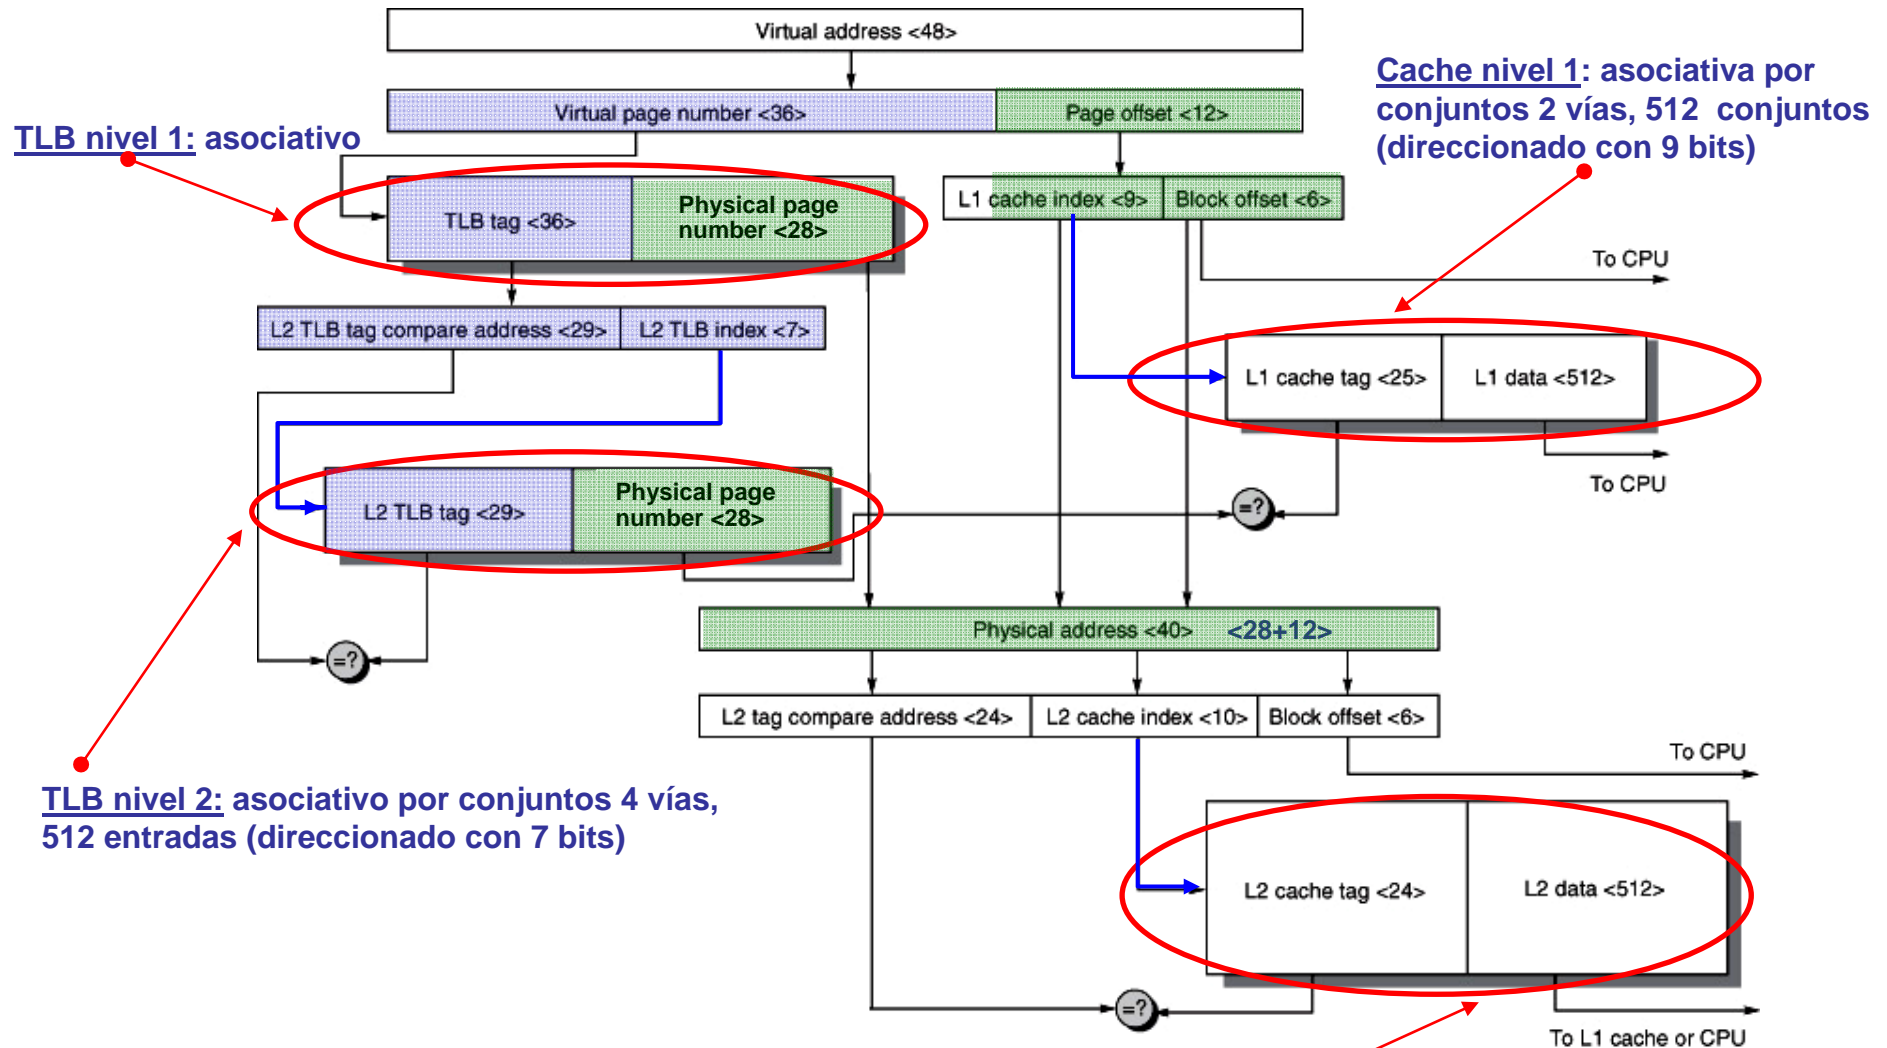 Virtual address <48>
Cache nivel 1: asociativa por
conjuntos 2 vías, 512 conjuntos
(direccionado con 9 bits)
Virtual page number <36>
Page offset <12>
TLB nivel 1: asociativo
TLB tag <36>
Physical page
number <28>
L1 cache index <9>
Block offset <6>
To CPU
L2 TLB tag compare address <29>
L2 TLB index <7>
L1 cache tag <25>
L1 data <512>
To CPU
L2 TLB tag <29>
Physical page
number <28>
=?
=?
Physical address <40>
<28+12>
L2 tag compare address <24>
L2 cache index <10>
Block offset <6>
To CPU
TLB nivel 2: asociativo por conjuntos 4 vías,
512 entradas (direccionado con 7 bits)
L2 cache tag <24>
L2 data <512>
=?
To L1 cache or CPU